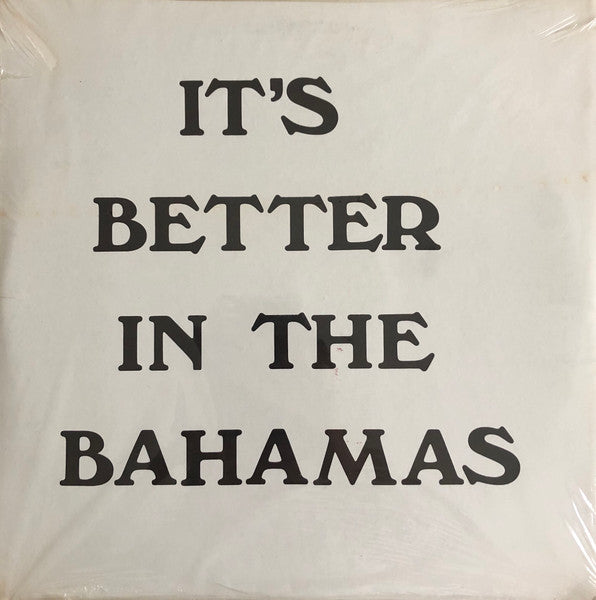 IT'S
BETTER
IN THE
BAHAMAS